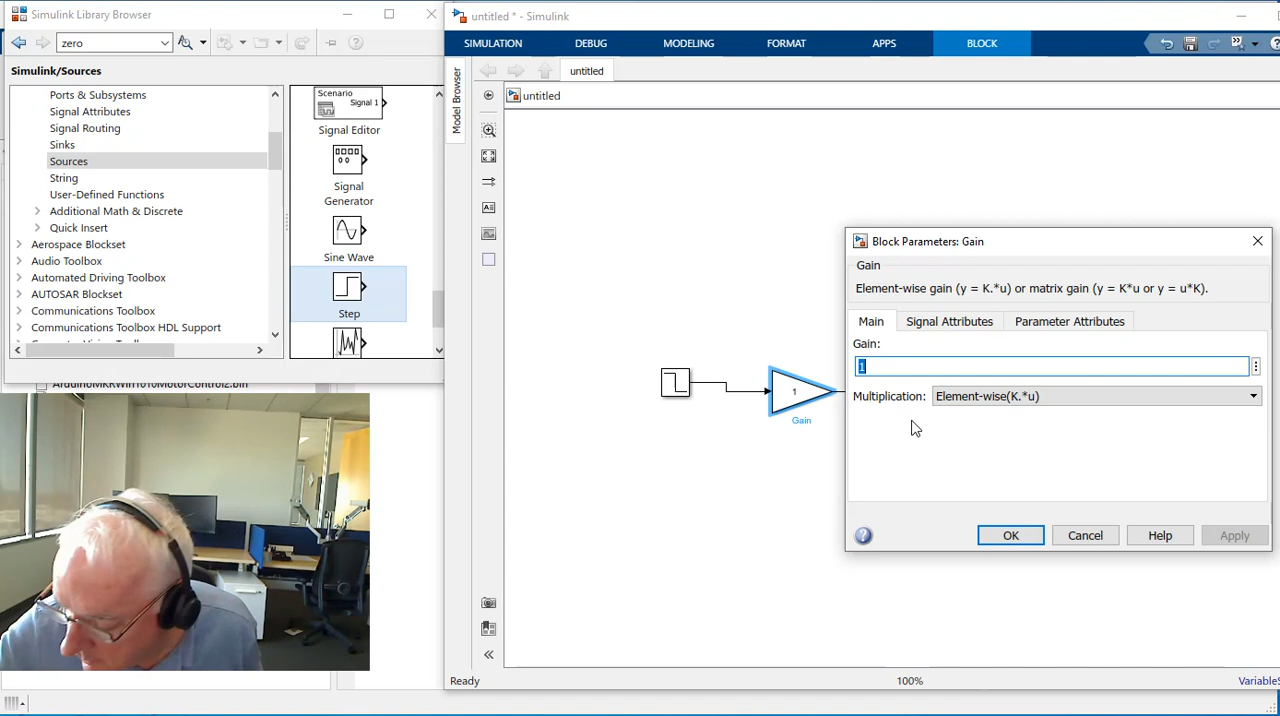 Simulink Library Browser
zero
Simulink/Sources
Ports & Subsystems
Signal Attributes
Signal Routing
Sinks
Sources
String
User-Defined Functions
Additional Math & Discrete
Quick Insert
Aerospace Blockset
Audio Toolbox
Automated Driving Toolbox
AUTOSAR Blockset
Communications Toolbox
Communications Toolbox HDL Support
Scenario
Signal 1
Signal Editor
Signal
Generator
Sine Wave
Step
untitled * - Simulink
SIMULATION
DEBUG
MODELING
FORMAT
APPS
BLOCK
untitled
Model Browser
untitled
1
Gain
Block Parameters: Gain
Gain
Element-wise gain (y = K.*u) or matrix gain (y = K*u or y = u*K).
Main
Signal Attributes
Parameter Attributes
Gain:
1
Multiplication:
Element-wise(K.*u)
OK
Cancel
Help
Apply
Ready
100%